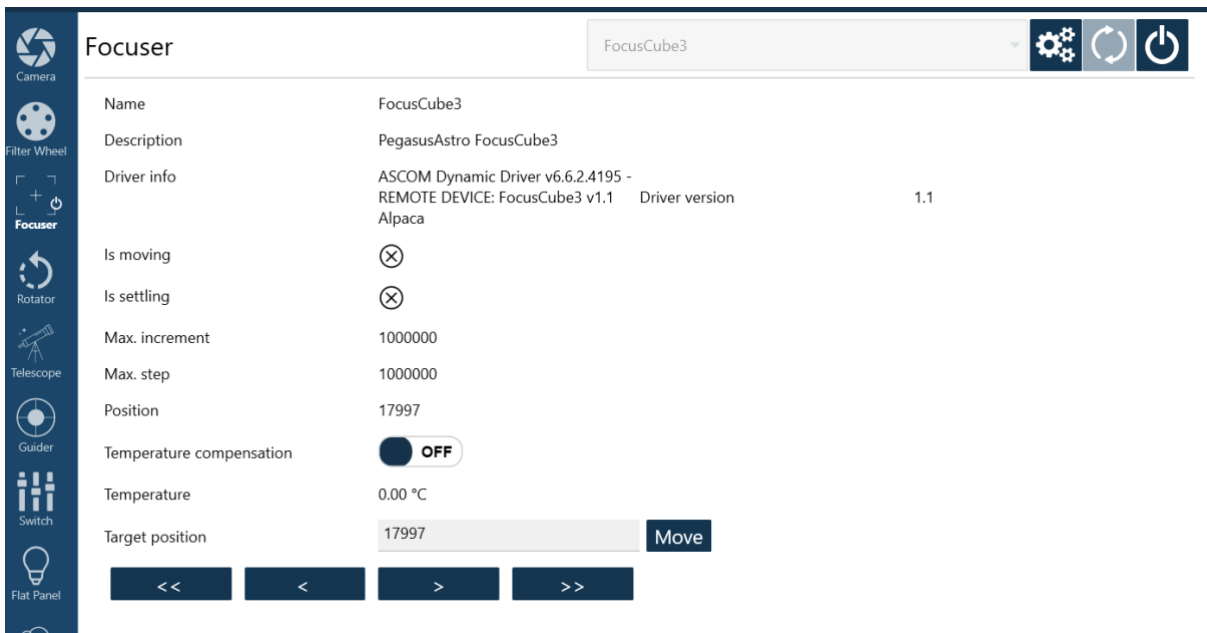 Camera
Filter Wheel
Focuser
Rotator
Telescope
Guider
Switch
Flat Panel
Focuser
FocusCube3
Name
FocusCube3
Description
PegasusAstro FocusCube3
Driver info
ASCOM Dynamic Driver v6.6.2.4195 -
REMOTE DEVICE: FocusCube3 v1.1
Alpaca
Driver version
1.1
Is moving
Is settling
Max. increment
1000000
Max. step
1000000
Position
17997
Temperature compensation
OFF
Temperature
0.00 °C
Target position
17997
Move
<<
<
>
>>